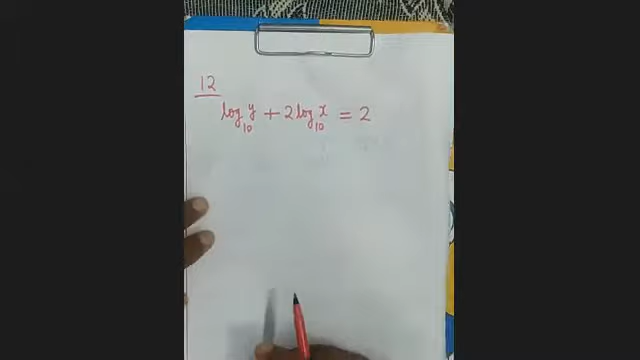 12
log₁₀ y + 2 log₁₀ x = 2